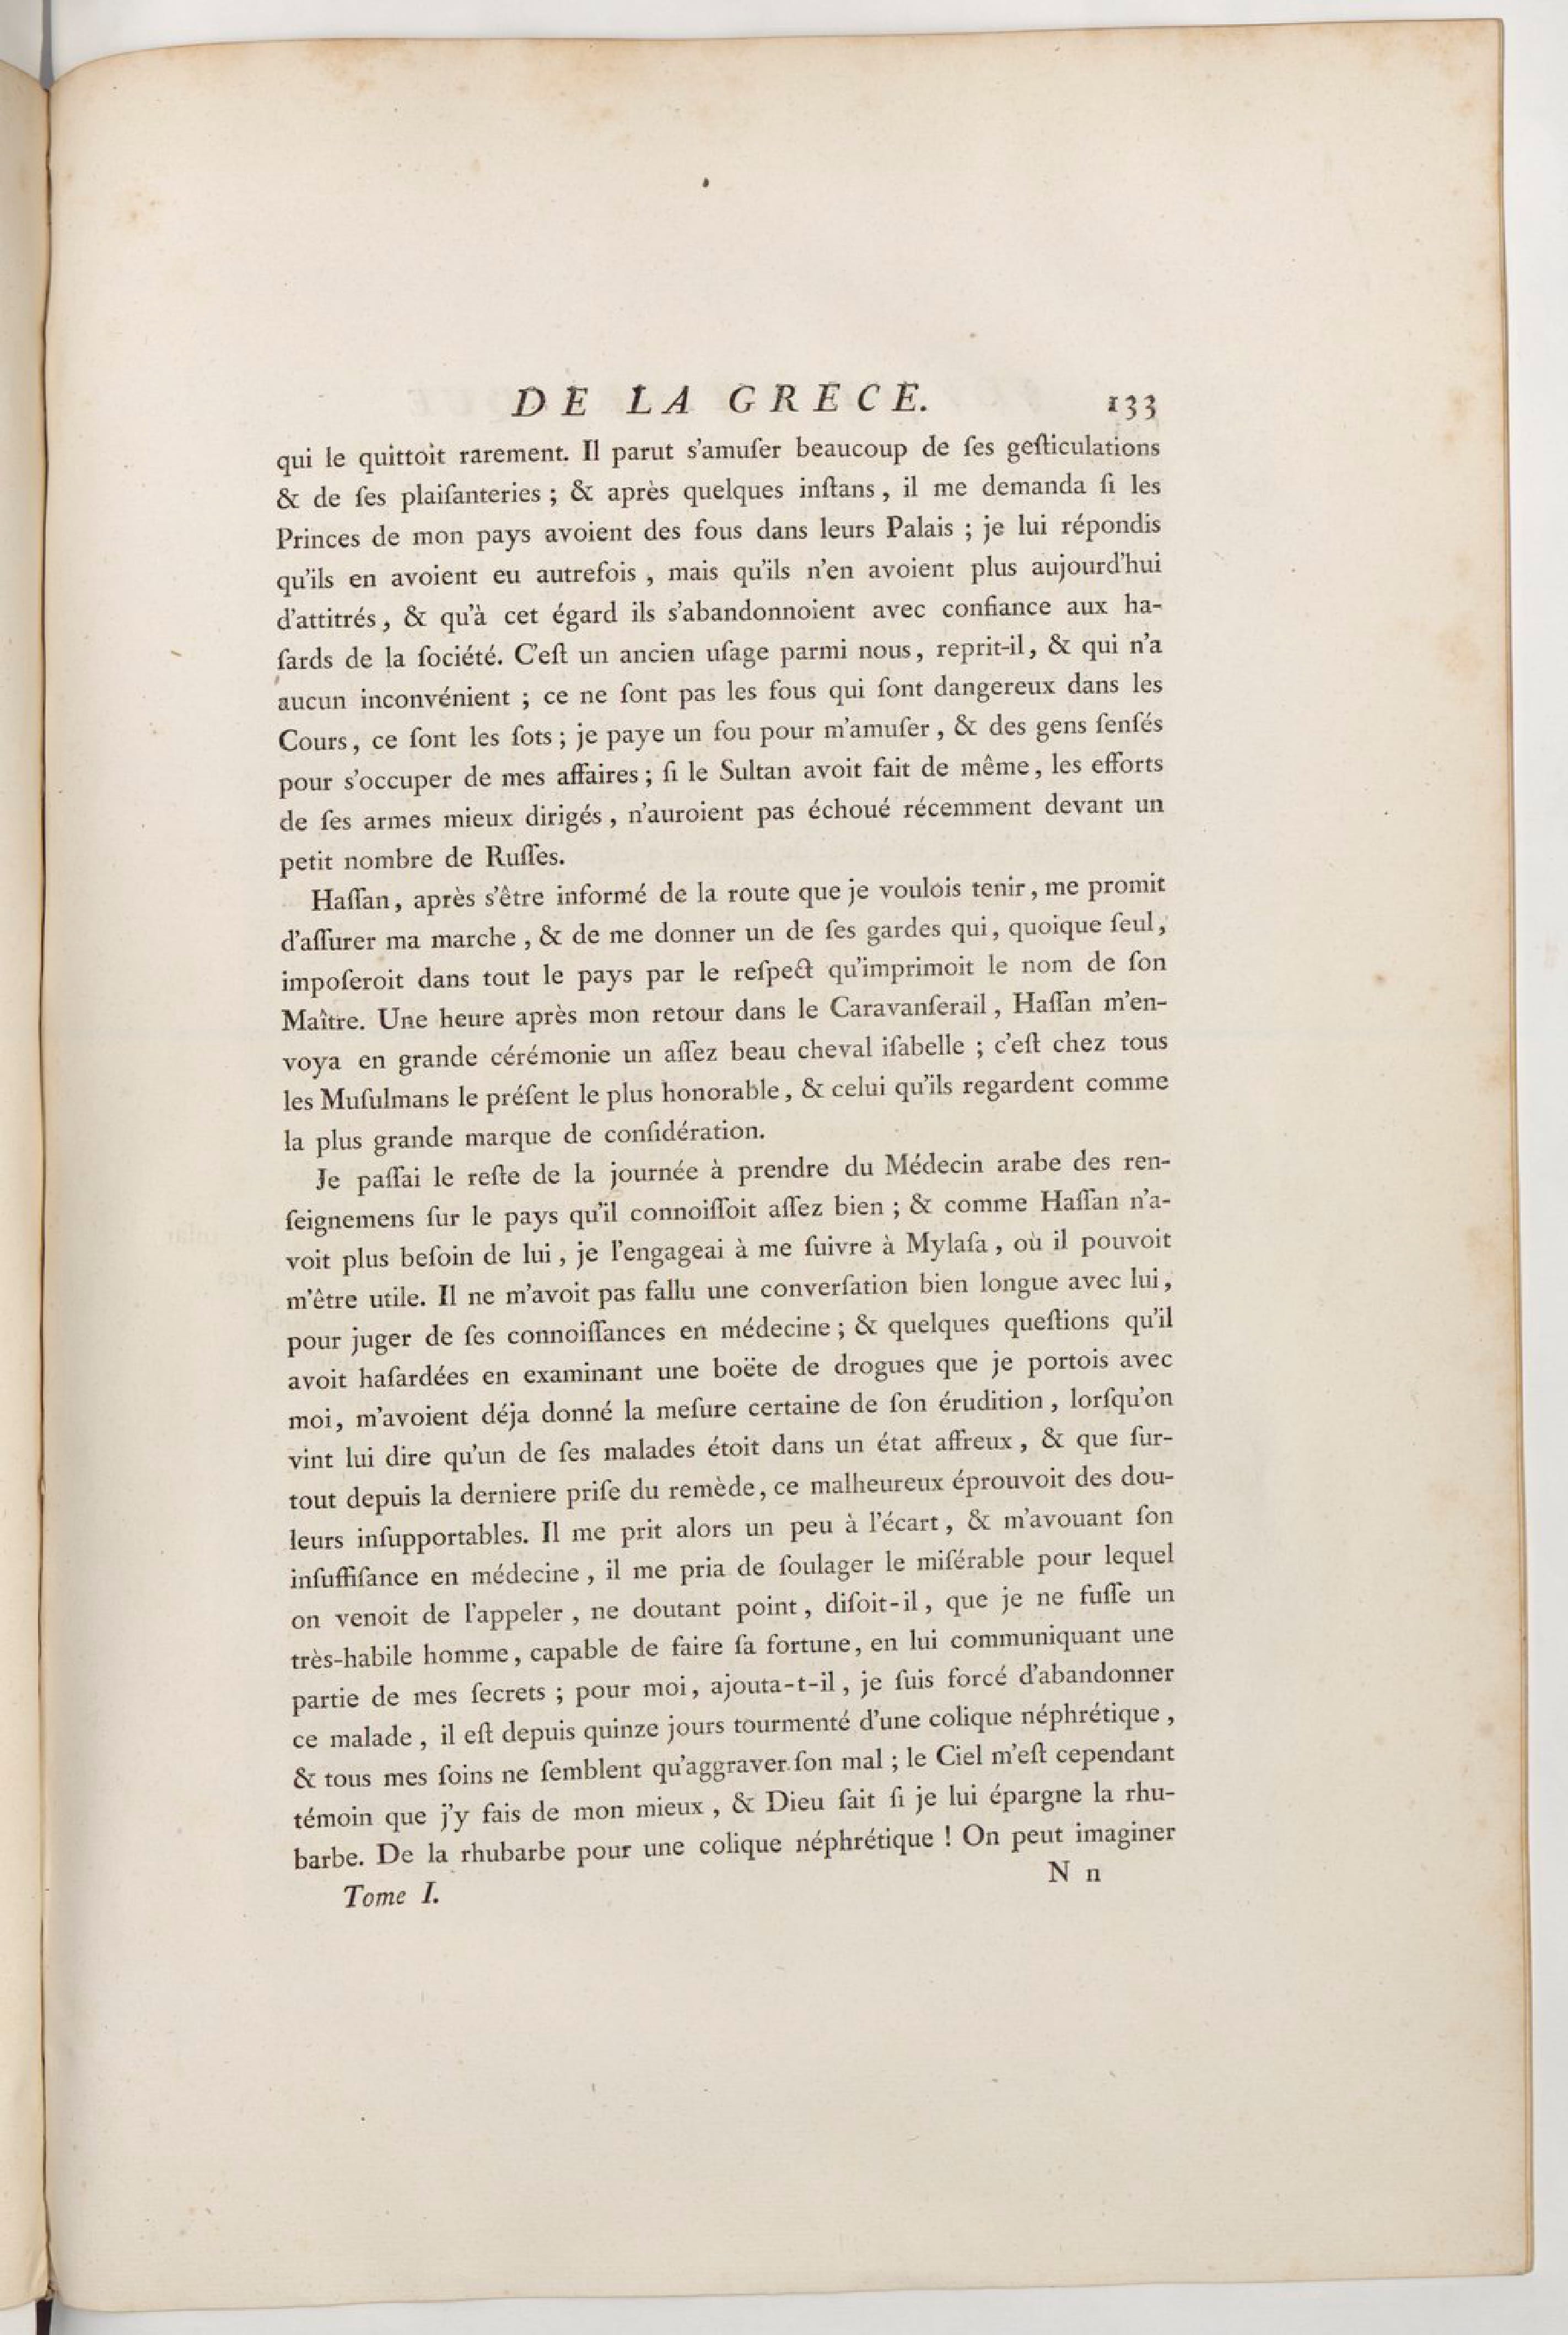 DE LA GRECE. 133
qui le quittoit rarement. Il parut s'amuſer beaucoup de ſes geſticulations
& de ſes plaiſanteries ; & après quelques inſtans , il me demanda ſi les
Princes de mon pays avoient des fous dans leurs Palais ; je lui répondis
qu'ils en avoient eu autrefois , mais qu'ils n'en avoient plus aujourd'hui
d'attitrés , & qu'à cet égard ils s'abandonnoient avec confiance aux ha-
ſards de la ſociété. C'eſt un ancien uſage parmi nous , reprit-il , & qui n'a
aucun inconvénient ; ce ne ſont pas les fous qui ſont dangereux dans les
Cours , ce ſont les ſots ; je paye un fou pour m'amuſer , & des gens ſenſés
pour s'occuper de mes affaires ; ſi le Sultan avoit fait de même , les efforts
de ſes armes mieux dirigés , n'auroient pas échoué récemment devant un
petit nombre de Ruſſes.
Haſſan , après s'être informé de la route que je voulois tenir , me promit
d'aſſurer ma marche , & de me donner un de ſes gardes qui , quoique ſeul ,
impoſeroit dans tout le pays par le reſpect qu'imprimoit le nom de ſon
Maître. Une heure après mon retour dans le Caravanſerail , Haſſan m'en-
voya en grande cérémonie un aſſez beau cheval iſabelle ; c'eſt chez tous
les Muſulmans le préſent le plus honorable , & celui qu'ils regardent comme
la plus grande marque de conſidération.
Je paſſai le reſte de la journée à prendre du Médecin arabe des ren-
ſeignemens ſur le pays qu'il connoiſſoit aſſez bien ; & comme Haſſan n'a-
voit plus beſoin de lui , je l'engageai à me ſuivre à Mylaſa , où il pouvoit
m'être utile. Il ne m'avoit pas fallu une converſation bien longue avec lui ,
pour juger de ſes connoiſſances en médecine ; & quelques queſtions qu'il
avoit haſardées en examinant une boëte de drogues que je portois avec
moi , m'avoient déja donné la meſure certaine de ſon érudition , lorſqu'on
vint lui dire qu'un de ſes malades étoit dans un état affreux , & que ſur-
tout depuis la derniere priſe du remède , ce malheureux éprouvoit des dou-
leurs inſupportables. Il me prit alors un peu à l'écart , & m'avouant ſon
inſuffiſance en médecine , il me pria de ſoulager le miſérable pour lequel
on venoit de l'appeler , ne doutant point , diſoit-il , que je ne fuſſe un
très-habile homme , capable de faire ſa fortune , en lui communiquant une
partie de mes ſecrets ; pour moi , ajouta-t-il , je ſuis forcé d'abandonner
ce malade , il eſt depuis quinze jours tourmenté d'une colique néphrétique ,
& tous mes ſoins ne ſemblent qu'aggraver ſon mal ; le Ciel m'eſt cependant
témoin que j'y fais de mon mieux , & Dieu ſait ſi je lui épargne la rhu-
barbe. De la rhubarbe pour une colique néphrétique ! On peut imaginer
Tome I. N n